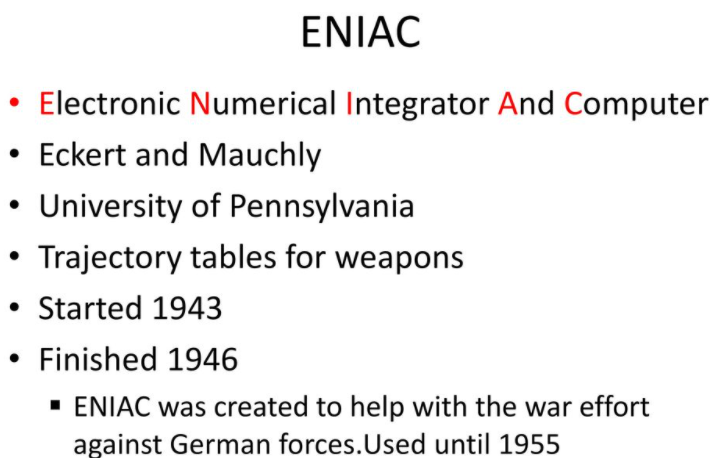 ENIAC
• Electronic Numerical Integrator And Computer
• Eckert and Mauchly
• University of Pennsylvania
• Trajectory tables for weapons
• Started 1943
• Finished 1946
▪ ENIAC was created to help with the war effort
against German forces.Used until 1955